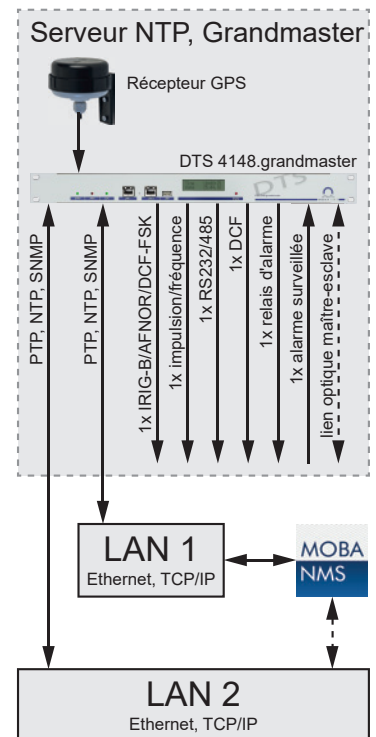 Serveur NTP, Grandmaster
Récepteur GPS
DTS 4148.grandmaster
DTS
PTP, NTP, SNMP
PTP, NTP, SNMP
1x IRIG-B/AFNOR/DCF-FSK
1x impulsion/fréquence
1x RS232/485
1x DCF
1x relais d'alarme
1x alarme surveillée
lien optique maître-esclave
LAN 1
Ethernet, TCP/IP
MOBA
NMS
LAN 2
Ethernet, TCP/IP